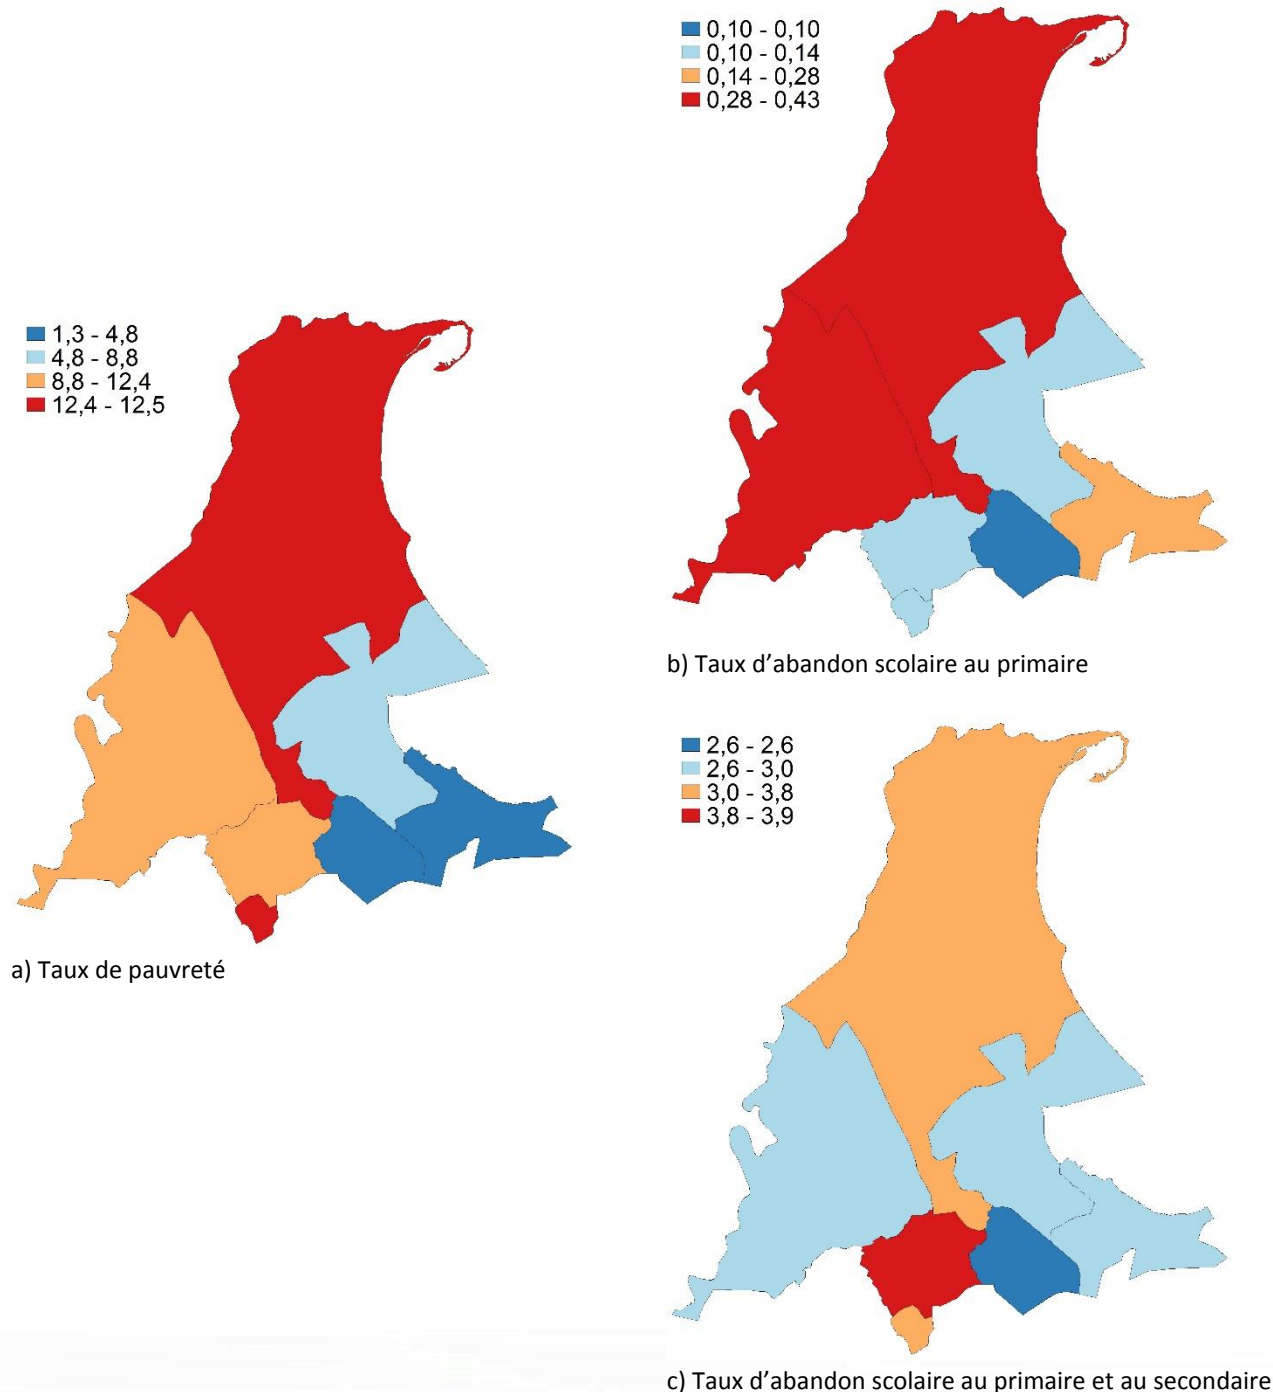 1,3 - 4,8
4,8 - 8,8
8,8 - 12,4
12,4 - 12,5
a) Taux de pauvreté
0,10 - 0,10
0,10 - 0,14
0,14 - 0,28
0,28 - 0,43
b) Taux d’abandon scolaire au primaire
2,6 - 2,6
2,6 - 3,0
3,0 - 3,8
3,8 - 3,9
c) Taux d’abandon scolaire au primaire et au secondaire